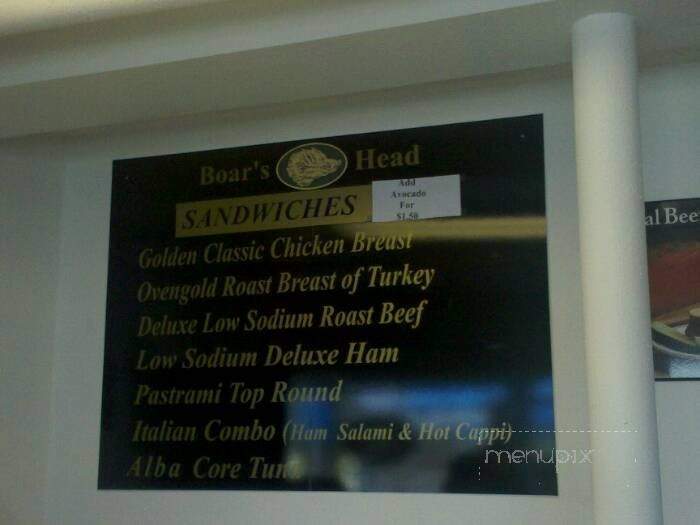 Boar's Head
SANDWICHES
Add
Avocado
For
$1.50
Golden Classic Chicken Breast
Ovengold Roast Breast of Turkey
Deluxe Low Sodium Roast Beef
Low Sodium Deluxe Ham
Pastrami Top Round
Italian Combo (Ham Salami & Hot Cappi)
Alba Core Tuna
al Bee
menupix